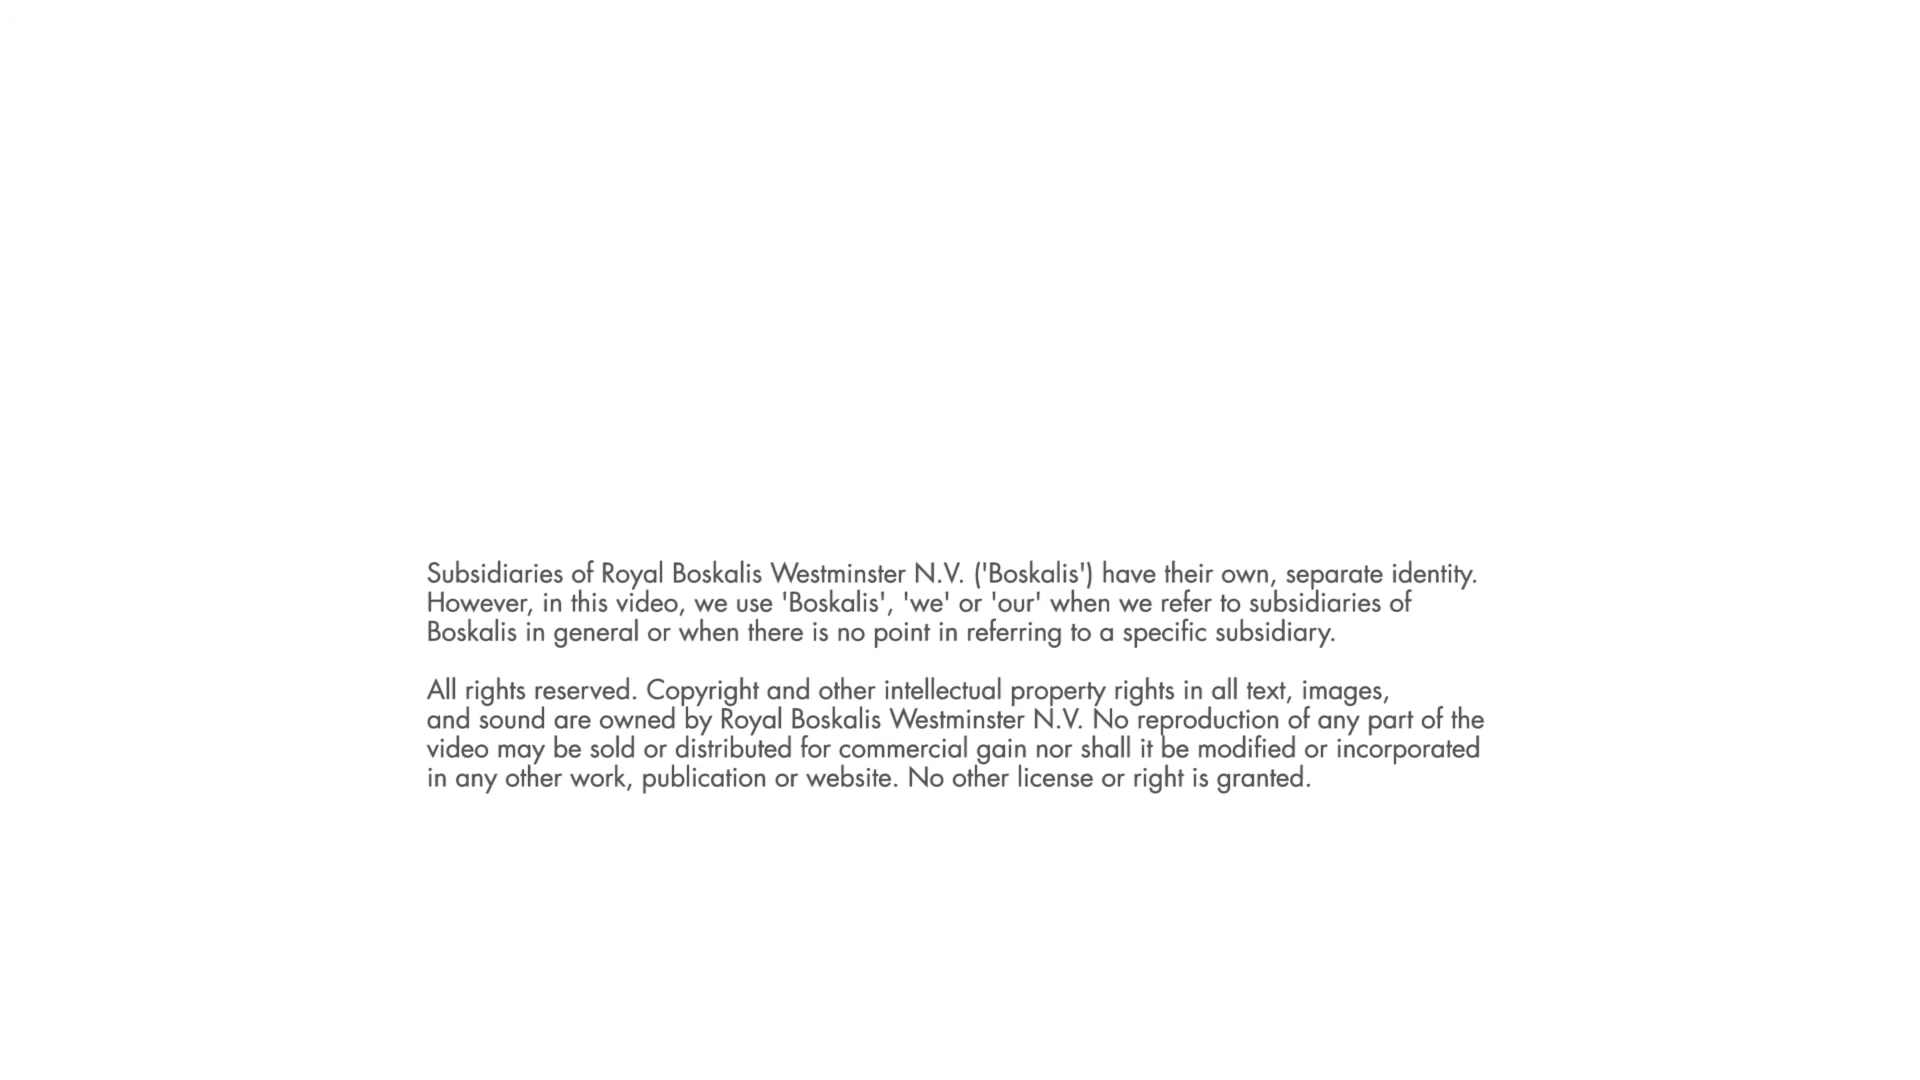 Subsidiaries of Royal Boskalis Westminster N.V. ('Boskalis') have their own, separate identity.
However, in this video, we use 'Boskalis', 'we' or 'our' when we refer to subsidiaries of
Boskalis in general or when there is no point in referring to a specific subsidiary.
All rights reserved. Copyright and other intellectual property rights in all text, images,
and sound are owned by Royal Boskalis Westminster N.V. No reproduction of any part of the
video may be sold or distributed for commercial gain nor shall it be modified or incorporated
in any other work, publication or website. No other license or right is granted.